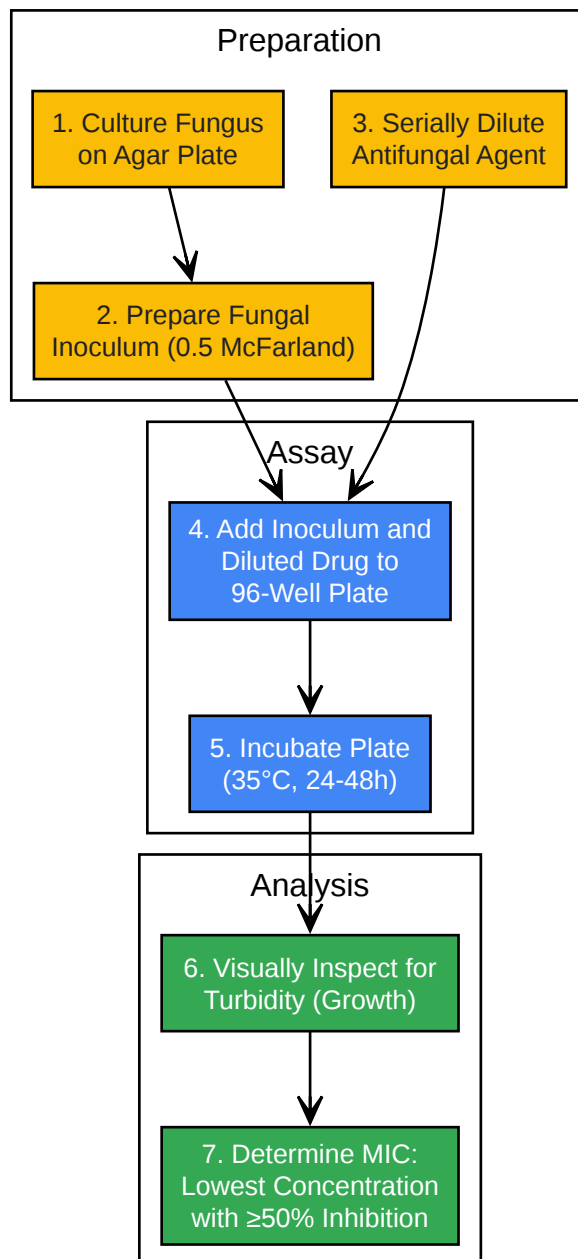 Preparation
1. Culture Fungus
on Agar Plate
3. Serially Dilute
Antifungal Agent
2. Prepare Fungal
Inoculum (0.5 McFarland)
Assay
4. Add Inoculum and
Diluted Drug to
96-Well Plate
5. Incubate Plate
(35°C, 24-48h)
Analysis
6. Visually Inspect for
Turbidity (Growth)
7. Determine MIC:
Lowest Concentration
with ≥50% Inhibition